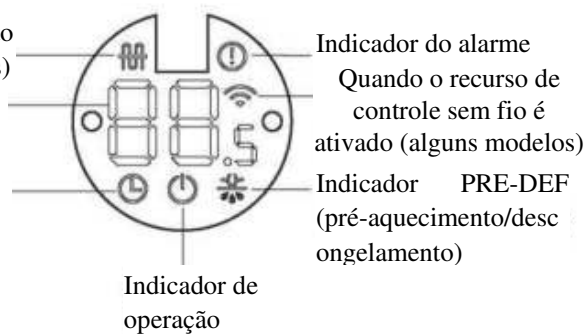 o
s)
Indicador do alarme
Quando o recurso de
controle sem fio é
ativado (alguns modelos)
.5
Indicador PRE-DEF
(pré-aquecimento/desc
ongelamento)
Indicador de
operação